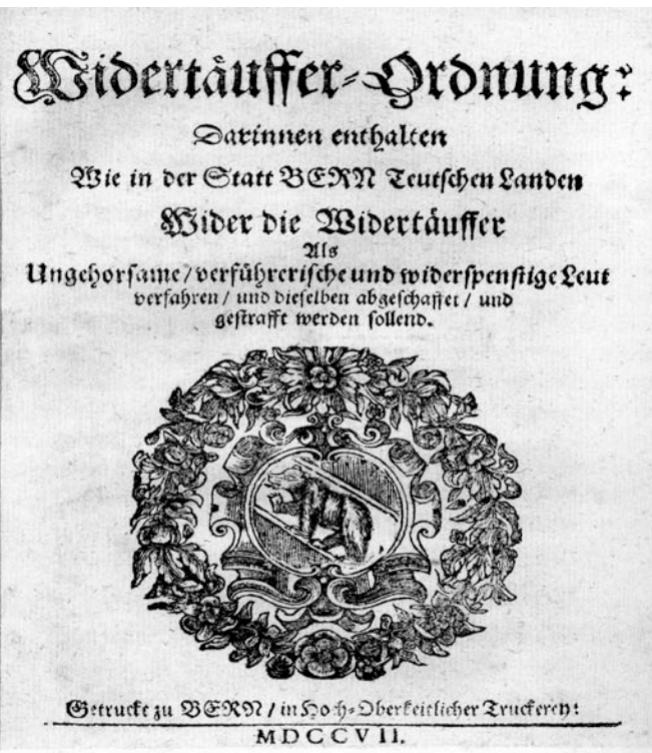 Widertäuffer-Ordnung:
Darinnen enthalten
Wie in der Statt BERN Teutschen Landen
Wider die Widertäuffer
Als
Ungehorsame / verführerische und widerspenstige Leut
verfahren / und dieselben abgeschaffet / und
gestrafft werden sollend.
Getruckt zu BERN / in Hoch-Oberkeitlicher Truckerey:
MDCCVII.